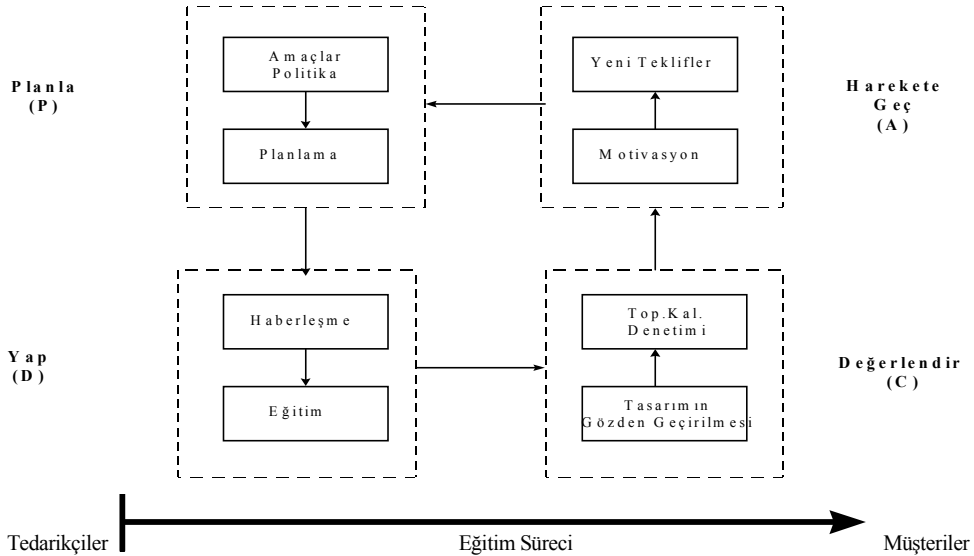 Planla
(P)
Amaçlar
Politika
Planlama
Yeni Teklifler
Motivasyon
Harekete
Geç
(A)
Yap
(D)
Haberleşme
Eğitim
Top.Kal.
Denetimi
Tasarımın
Gözden Geçirilmesi
Değerlendir
(C)
Tedarikçiler
Eğitim Süreci
Müşteriler